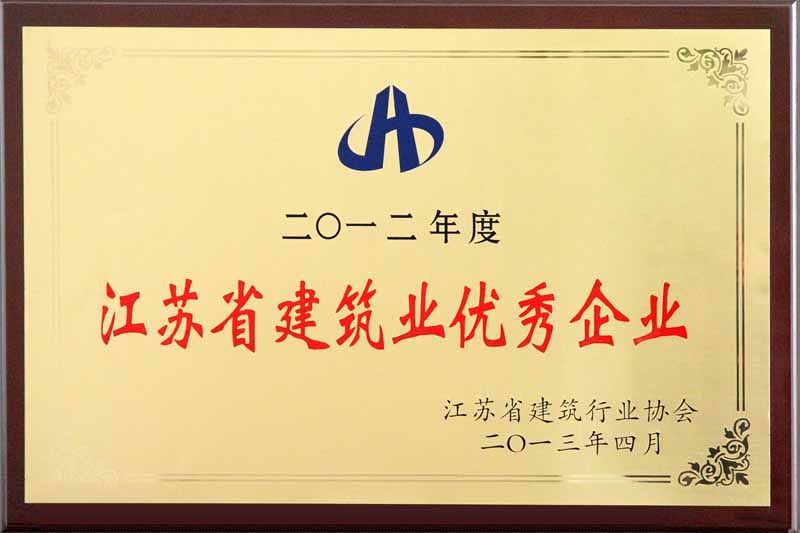 二〇一二年度
江苏省建筑业优秀企业
江苏省建筑行业协会
二〇一三年四月